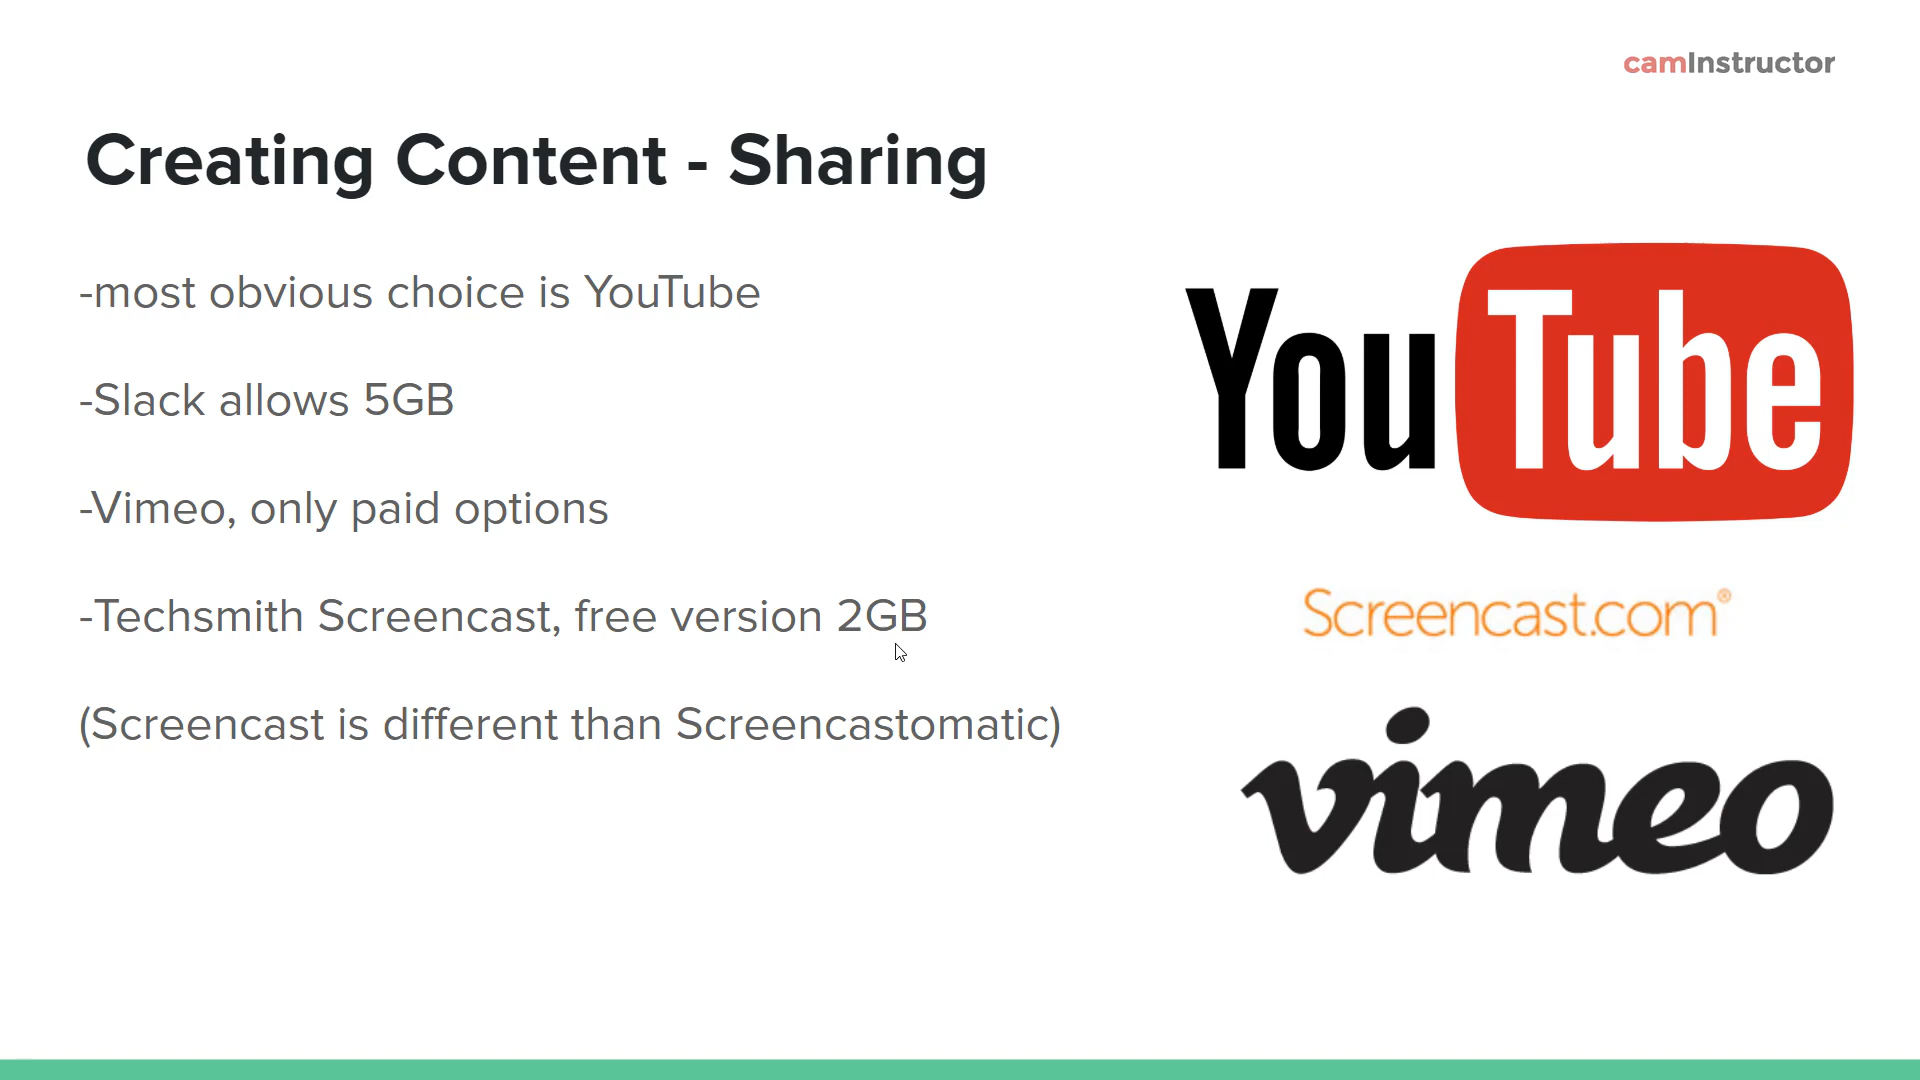 camInstructor
Creating Content - Sharing
-most obvious choice is YouTube
-Slack allows 5GB
-Vimeo, only paid options
-Techsmith Screencast, free version 2GB
(Screencast is different than Screencastomatic)
YouTube
Screencast.com®
vimeo